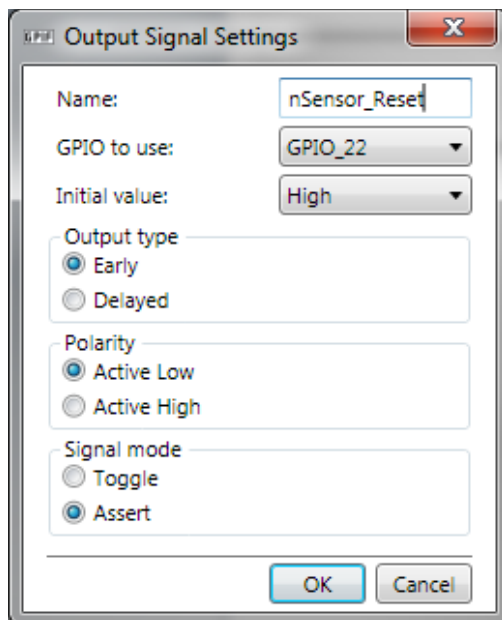 Output Signal Settings
Name: nSensor_Reset
GPIO to use: GPIO_22
Initial value: High
Output type
Early
Delayed
Polarity
Active Low
Active High
Signal mode
Toggle
Assert
OK Cancel